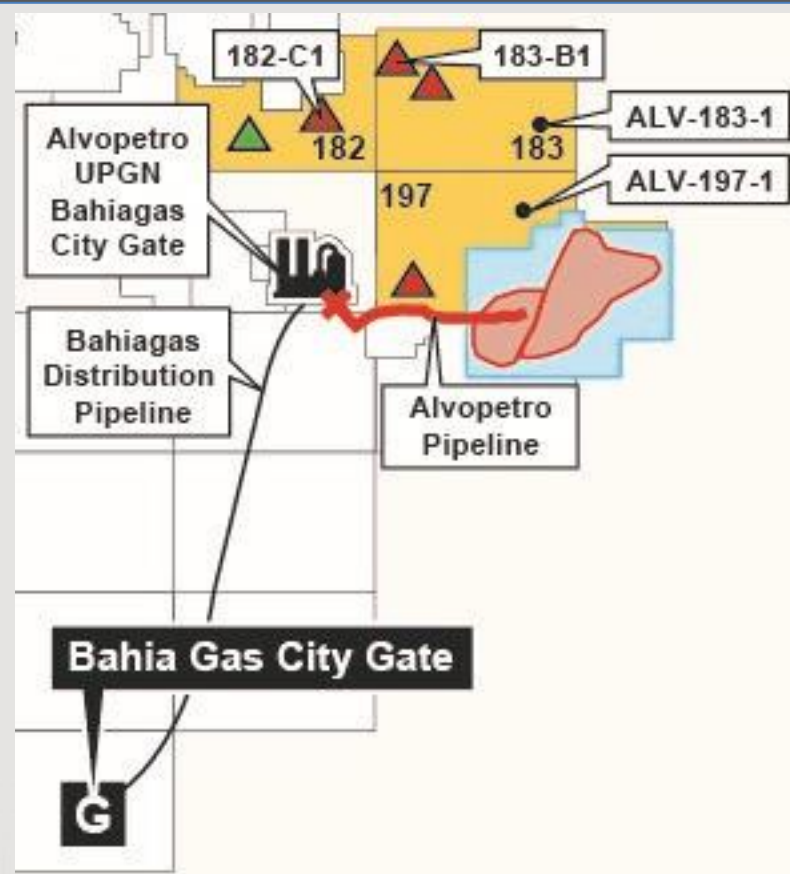 182-C1
183-B1
ALV-183-1
182
183
Alvopetro
UPGN
Bahiagas
City Gate
ALV-197-1
197
Bahiagas
Distribution
Pipeline
Alvopetro
Pipeline
Bahia Gas City Gate
G